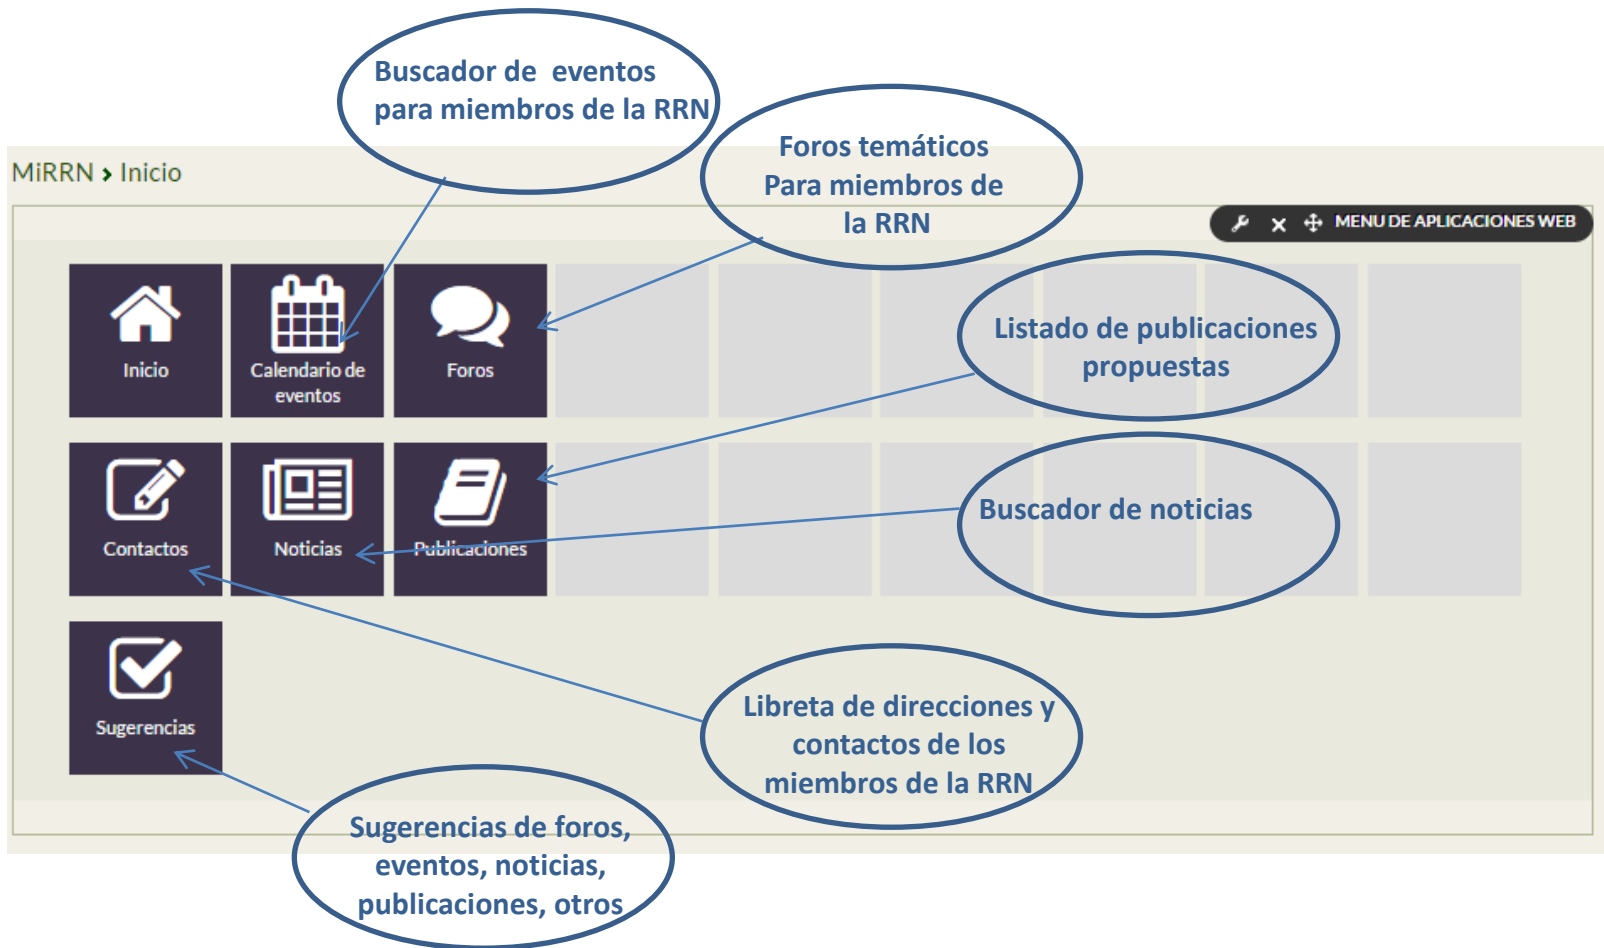 Buscador de eventos
para miembros de la RRN
Foros temáticos
Para miembros de
la RRN
MiRRN > Inicio
MENU DE APLICACIONES WEB
Inicio
Calendario de
eventos
Foros
Listado de publicaciones
propuestas
Contactos
Noticias
Publicaciones
Buscador de noticias
Sugerencias
Libreta de direcciones y
contactos de los
miembros de la RRN
Sugerencias de foros,
eventos, noticias,
publicaciones, otros